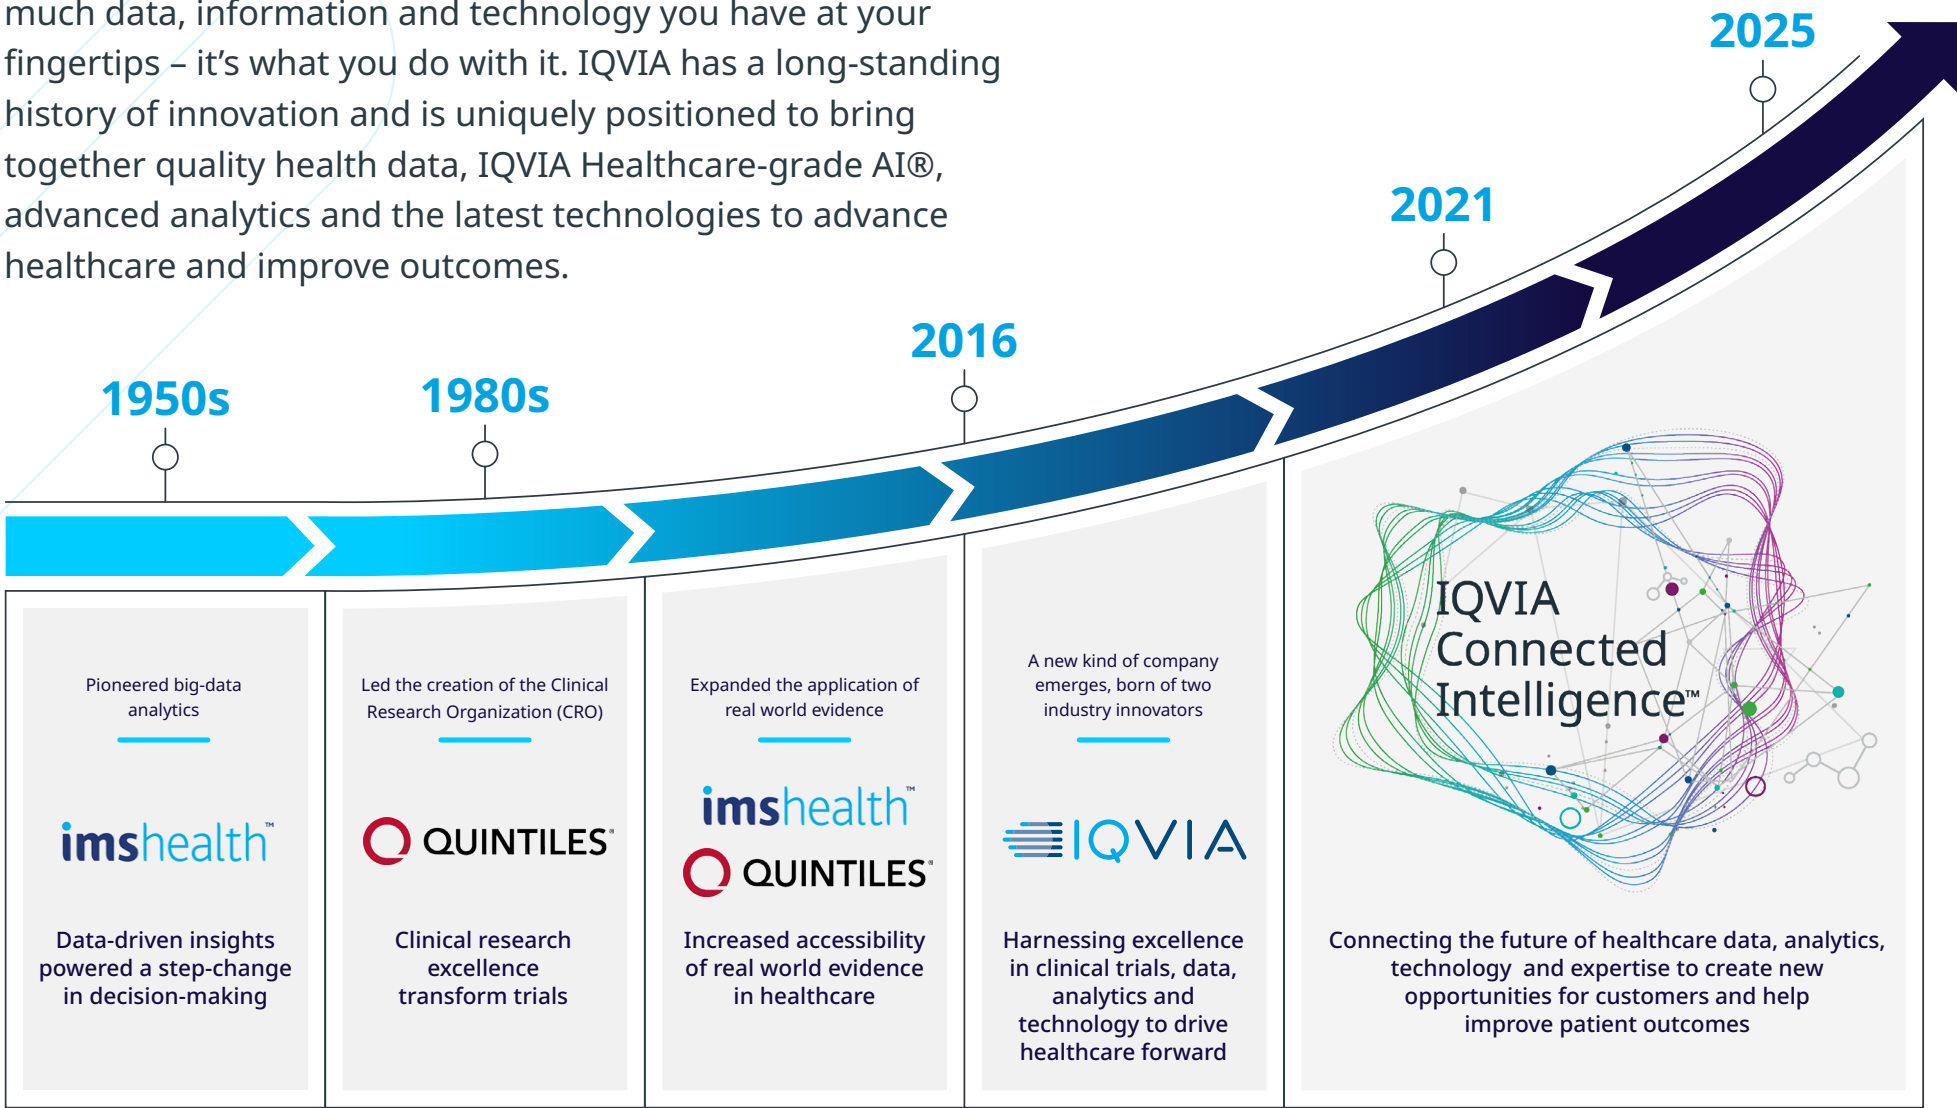 much data, information and technology you have at your
fingertips – it’s what you do with it. IQVIA has a long-standing
history of innovation and is uniquely positioned to bring
together quality health data, IQVIA Healthcare-grade AI®,
advanced analytics and the latest technologies to advance
healthcare and improve outcomes.
1950s
1980s
2016
2021
2025
Pioneered big-data
analytics
imshealth™
Data-driven insights
powered a step-change
in decision-making
Led the creation of the Clinical
Research Organization (CRO)
QUINTILES®
Clinical research
excellence
transform trials
Expanded the application of
real world evidence
imshealth™
QUINTILES®
Increased accessibility
of real world evidence
in healthcare
A new kind of company
emerges, born of two
industry innovators
IQVIA
Harnessing excellence
in clinical trials, data,
analytics and
technology to drive
healthcare forward
IQVIA
Connected
Intelligence™
Connecting the future of healthcare data, analytics,
technology and expertise to create new
opportunities for customers and help
improve patient outcomes